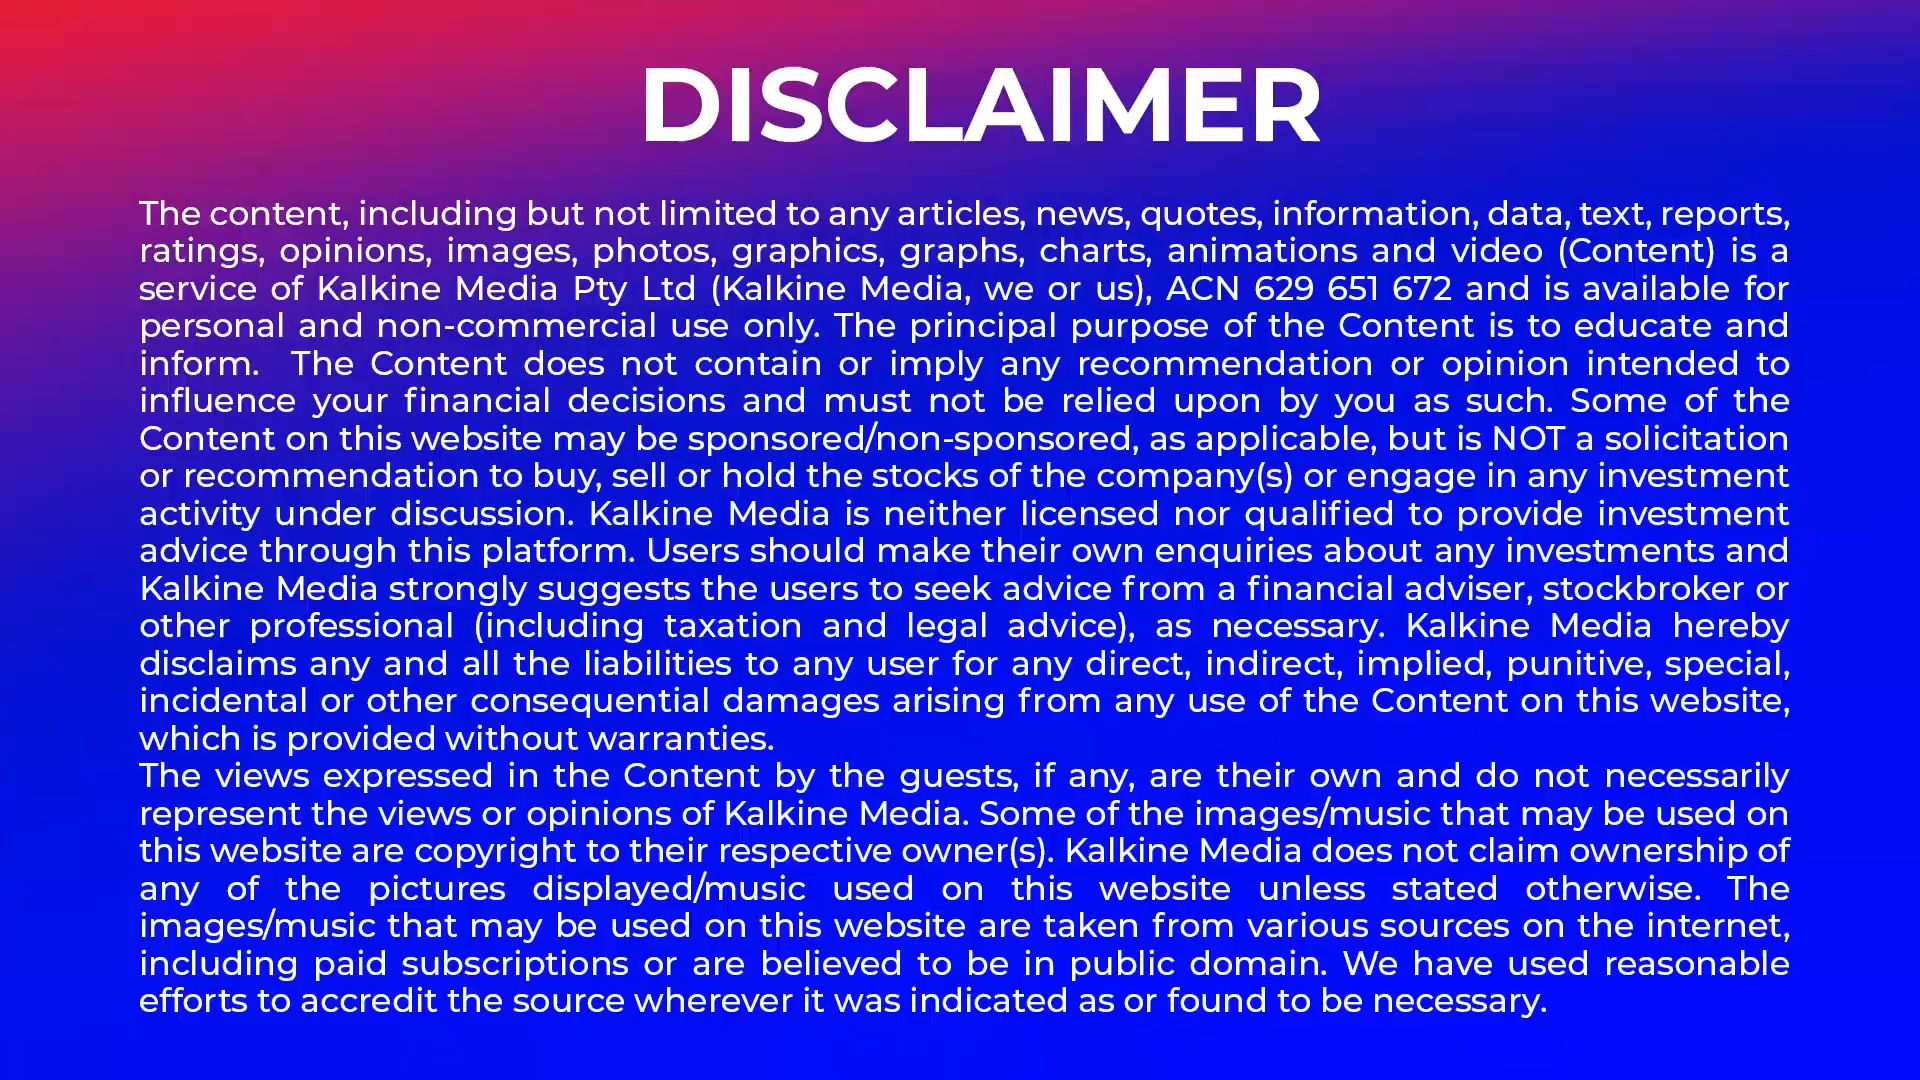 DISCLAIMER
The content, including but not limited to any articles, news, quotes, information, data, text, reports,
ratings, opinions, images, photos, graphics, graphs, charts, animations and video (Content) is a
service of Kalkine Media Pty Ltd (Kalkine Media, we or us), ACN 629 651 672 and is available for
personal and non-commercial use only. The principal purpose of the Content is to educate and
inform.  The Content does not contain or imply any recommendation or opinion intended to
influence your financial decisions and must not be relied upon by you as such. Some of the
Content on this website may be sponsored/non-sponsored, as applicable, but is NOT a solicitation
or recommendation to buy, sell or hold the stocks of the company(s) or engage in any investment
activity under discussion. Kalkine Media is neither licensed nor qualified to provide investment
advice through this platform. Users should make their own enquiries about any investments and
Kalkine Media strongly suggests the users to seek advice from a financial adviser, stockbroker or
other professional (including taxation and legal advice), as necessary. Kalkine Media hereby
disclaims any and all the liabilities to any user for any direct, indirect, implied, punitive, special,
incidental or other consequential damages arising from any use of the Content on this website,
which is provided without warranties.
The views expressed in the Content by the guests, if any, are their own and do not necessarily
represent the views or opinions of Kalkine Media. Some of the images/music that may be used on
this website are copyright to their respective owner(s). Kalkine Media does not claim ownership of
any of the pictures displayed/music used on this website unless stated otherwise. The
images/music that may be used on this website are taken from various sources on the internet,
including paid subscriptions or are believed to be in public domain. We have used reasonable
efforts to accredit the source wherever it was indicated as or found to be necessary.